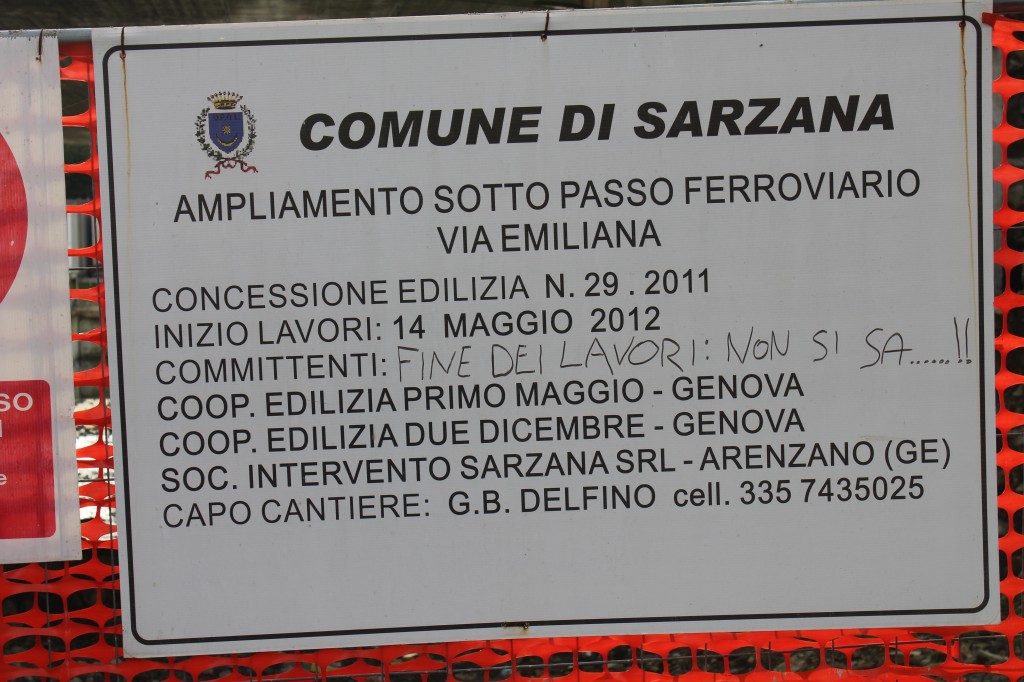 COMUNE DI SARZANA
AMPLIAMENTO SOTTO PASSO FERROVIARIO
VIA EMILIANA
CONCESSIONE EDILIZIA N. 29 . 2011
INIZIO LAVORI: 14 MAGGIO 2012
COMMITTENTI: FINE DEI LAVORI: NON SI SA......!!
COOP. EDILIZIA PRIMO MAGGIO - GENOVA
COOP. EDILIZIA DUE DICEMBRE - GENOVA
SOC. INTERVENTO SARZANA SRL - ARENZANO (GE)
CAPO CANTIERE: G.B. DELFINO cell. 335 7435025
SO